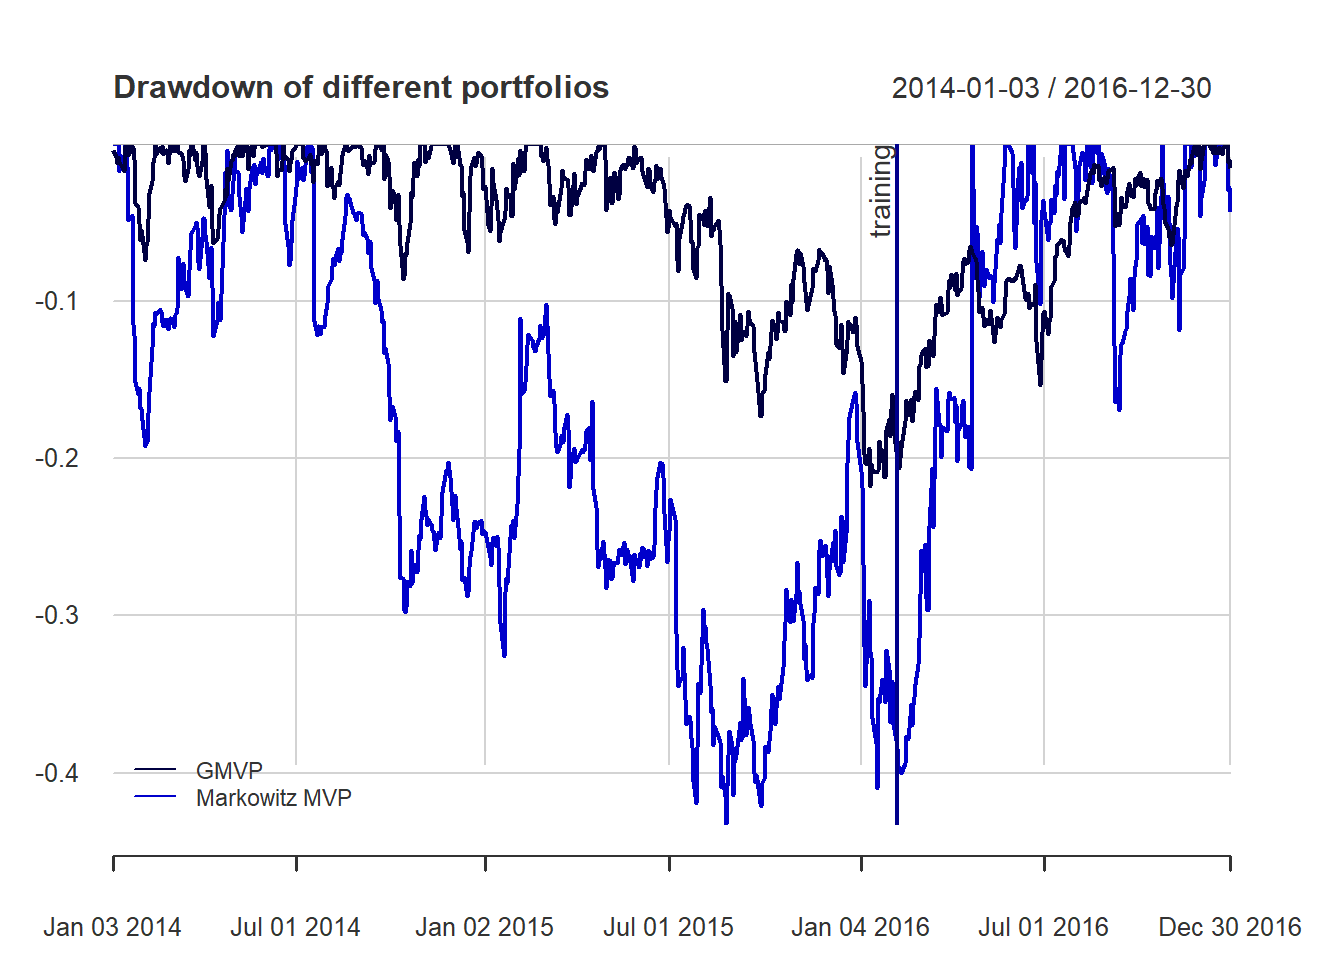 Drawdown of different portfolios
2014-01-03 / 2016-12-30
training
-0.1
-0.2
-0.3
-0.4
GMVP
Markowitz MVP
Jan 03 2014
Jul 01 2014
Jan 02 2015
Jul 01 2015
Jan 04 2016
Jul 01 2016
Dec 30 2016